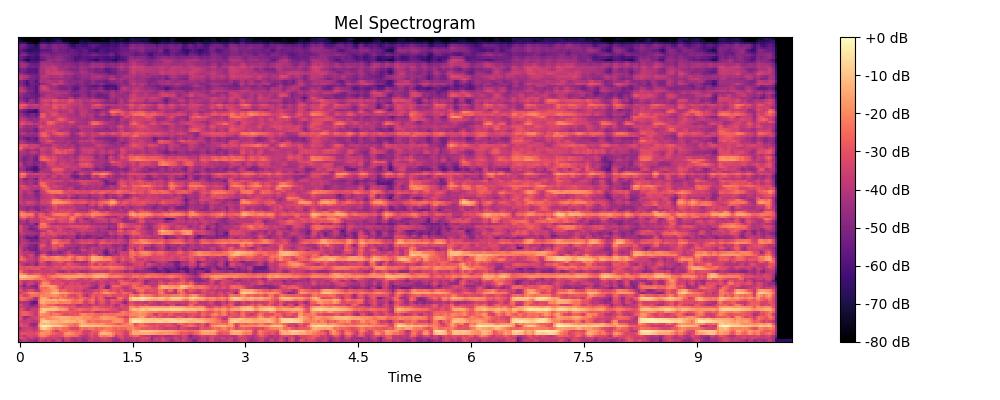 Mel Spectrogram
+0 dB
-10 dB
-20 dB
-30 dB
-40 dB
-50 dB
-60 dB
-70 dB
-80 dB
0 1.5 3 4.5 6 7.5 9
Time